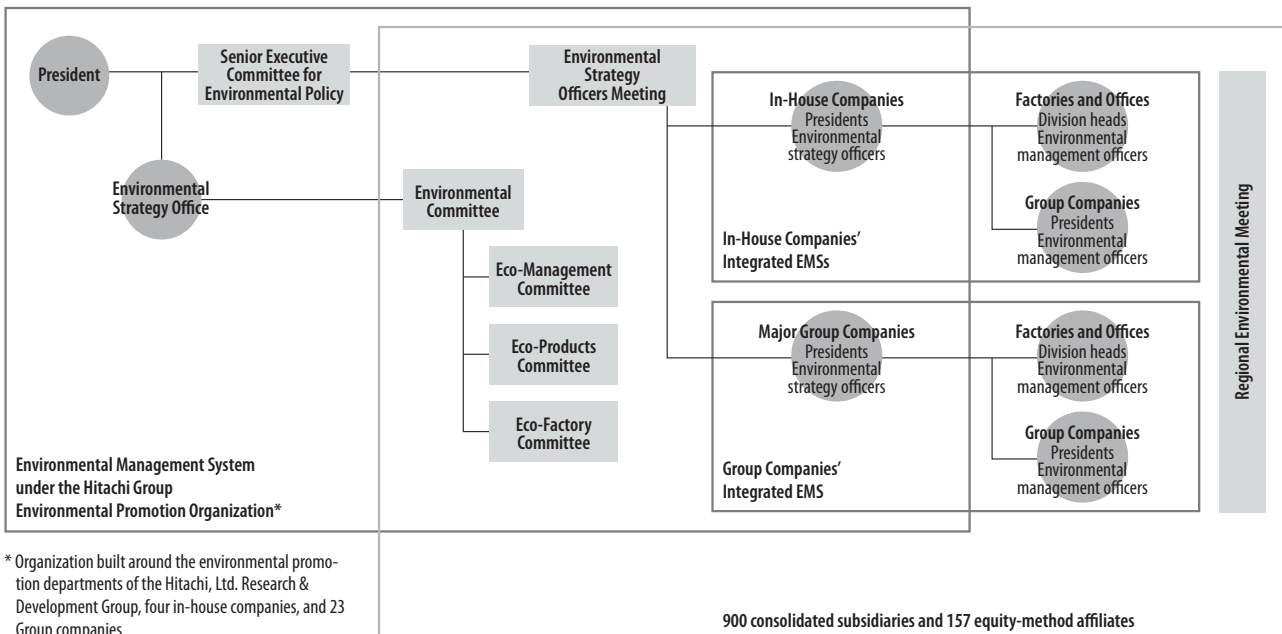 President
Senior Executive
Committee for
Environmental Policy
Environmental
Strategy
Officers Meeting
Environmental
Strategy Office
Environmental
Committee
Eco-Management
Committee
Eco-Products
Committee
Eco-Factory
Committee
In-House Companies
Presidents
Environmental
strategy officers
Factories and Offices
Division heads
Environmental
management officers
Group Companies
Presidents
Environmental
management officers
In-House Companies’
Integrated EMSs
Major Group Companies
Presidents
Environmental
strategy officers
Factories and Offices
Division heads
Environmental
management officers
Group Companies
Presidents
Environmental
management officers
Group Companies’
Integrated EMS
Regional Environmental Meeting
Environmental Management System
under the Hitachi Group
Environmental Promotion Organization*
* Organization built around the environmental promo-
tion departments of the Hitachi, Ltd. Research &
Development Group, four in-house companies, and 23
Group companies
900 consolidated subsidiaries and 157 equity-method affiliates